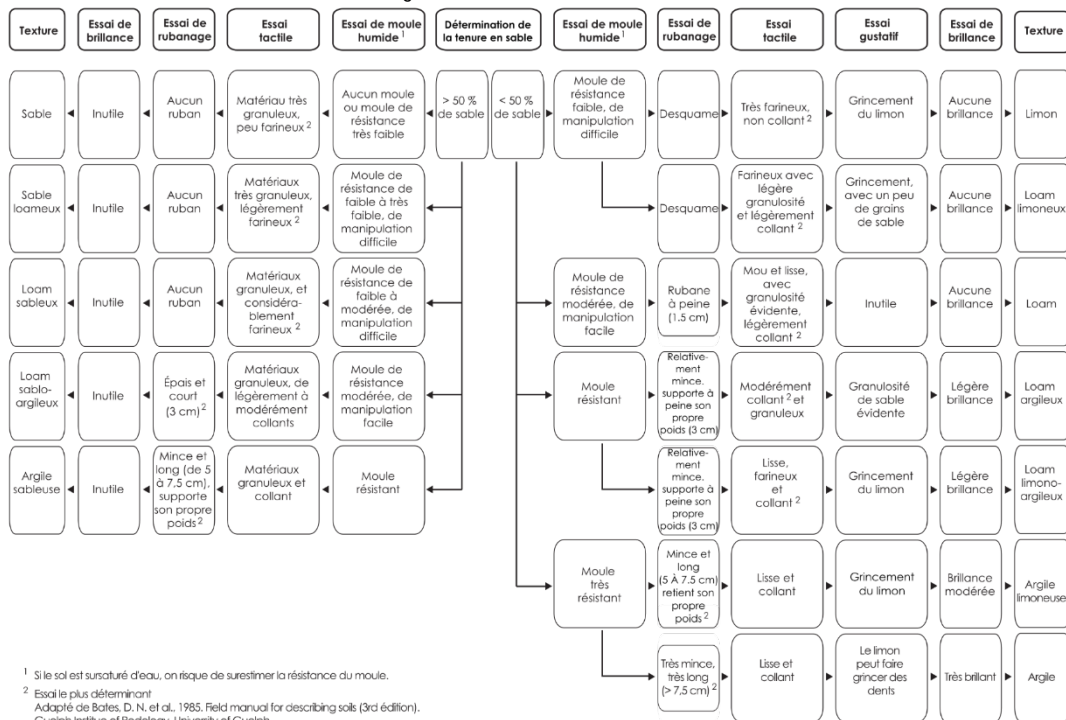 Texture
Essai de
brillance
Essai de
rubanage
Essai
tactile
Essai de moule
humide 1
Détermination de
la tenure en sable
Essai de moule
humide 1
Essai de
rubanage
Essai
tactile
Essai
gustatif
Essai de
brillance
Texture
Sable
Inutile
Aucun
ruban
Matériau très
granuleux,
peu farineux 2
Aucun moule
ou moule de
résistance
très faible
> 50 %
de sable
< 50 %
de sable
Moule de
résistance
faible, de
manipulation
difficile
Desquame
Très farineux,
non collant 2
Grincement
du limon
Aucune
brillance
Limon
Sable
loameux
Inutile
Aucun
ruban
Matériaux
très granuleux,
légèrement
farineux 2
Moule de
résistance de
faible à très
faible, de
manipulation
difficile
Desquame
Farineux avec
légère
granulosité
et légèrement
collant 2
Grincement,
avec un peu
de grains
de sable
Aucune
brillance
Loam
limoneux
Loam
sableux
Inutile
Aucun
ruban
Matériaux
granuleux, et
considéra-
blement
farineux 2
Moule de
résistance de
faible à
modérée, de
manipulation
difficile
Moule de
résistance
modérée, de
manipulation
facile
Rubane
à peine
(1.5 cm)
Mou et lisse,
avec
granulosité
évidente,
légèrement
collant 2
Inutile
Aucune
brillance
Loam
Loam
sablo-
argileux
Inutile
Épais et
court
(3 cm) 2
Matériaux
granuleux, de
légèrement à
modérément
collants
Moule de
résistance
modérée, de
manipulation
facile
Moule
résistant
Relative-
ment
mince.
supporte à
peine son
propre
poids (3 cm)
Modérément
collant 2 et
granuleux
Granulosité
de sable
évidente
Légère
brillance
Loam
argileux
Argile
sableuse
Inutile
Mince et
long (de 5
à 7,5 cm),
supporte
son propre
poids 2
Matériaux
granuleux et
collant
Moule
résistant
Relative-
ment
mince.
supporte à
peine son
propre
poids (3 cm)
Lisse,
farineux
et
collant 2
Grincement
du limon
Légère
brillance
Loam
limono-
argileux
Moule
très
résistant
Mince et
long
(5 À 7.5 cm)
retient son
propre
poids 2
Lisse et
collant
Grincement
du limon
Brillance
modérée
Argile
limoneuse
Très mince,
très long
(> 7,5 cm) 2
Lisse et
collant
Le limon
peut faire
grincer des
dents
Très brillant
Argile
1 Si le sol est sursaturé d'eau, on risque de surestimer la résistance du moule.
2 Essai le plus déterminant
Adapté de Bates, D. N. et al.. 1985. Field manual for describing soils (3rd édition).